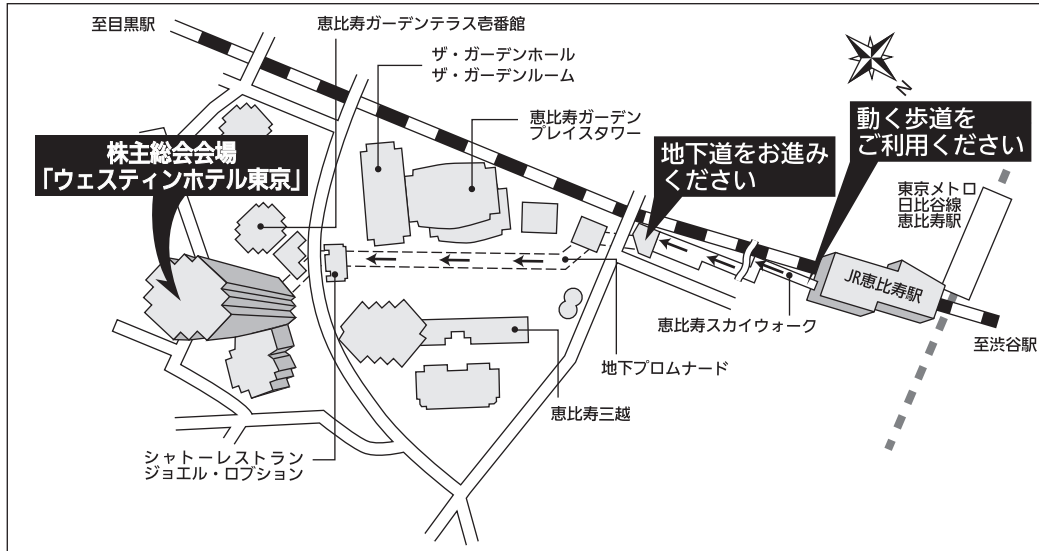 至目黒駅
恵比寿ガーデンテラス壱番館
ザ・ガーデンホール
ザ・ガーデンルーム
恵比寿ガーデン
プレイスタワー
N
株主総会会場
「ウェスティンホテル東京」
地下道をお進み
ください
動く歩道を
ご利用ください
東京メトロ
日比谷線
恵比寿駅
JR恵比寿駅
恵比寿スカイウォーク
至渋谷駅
地下プロムナード
恵比寿三越
シャトーレストラン
ジョエル・ロブション